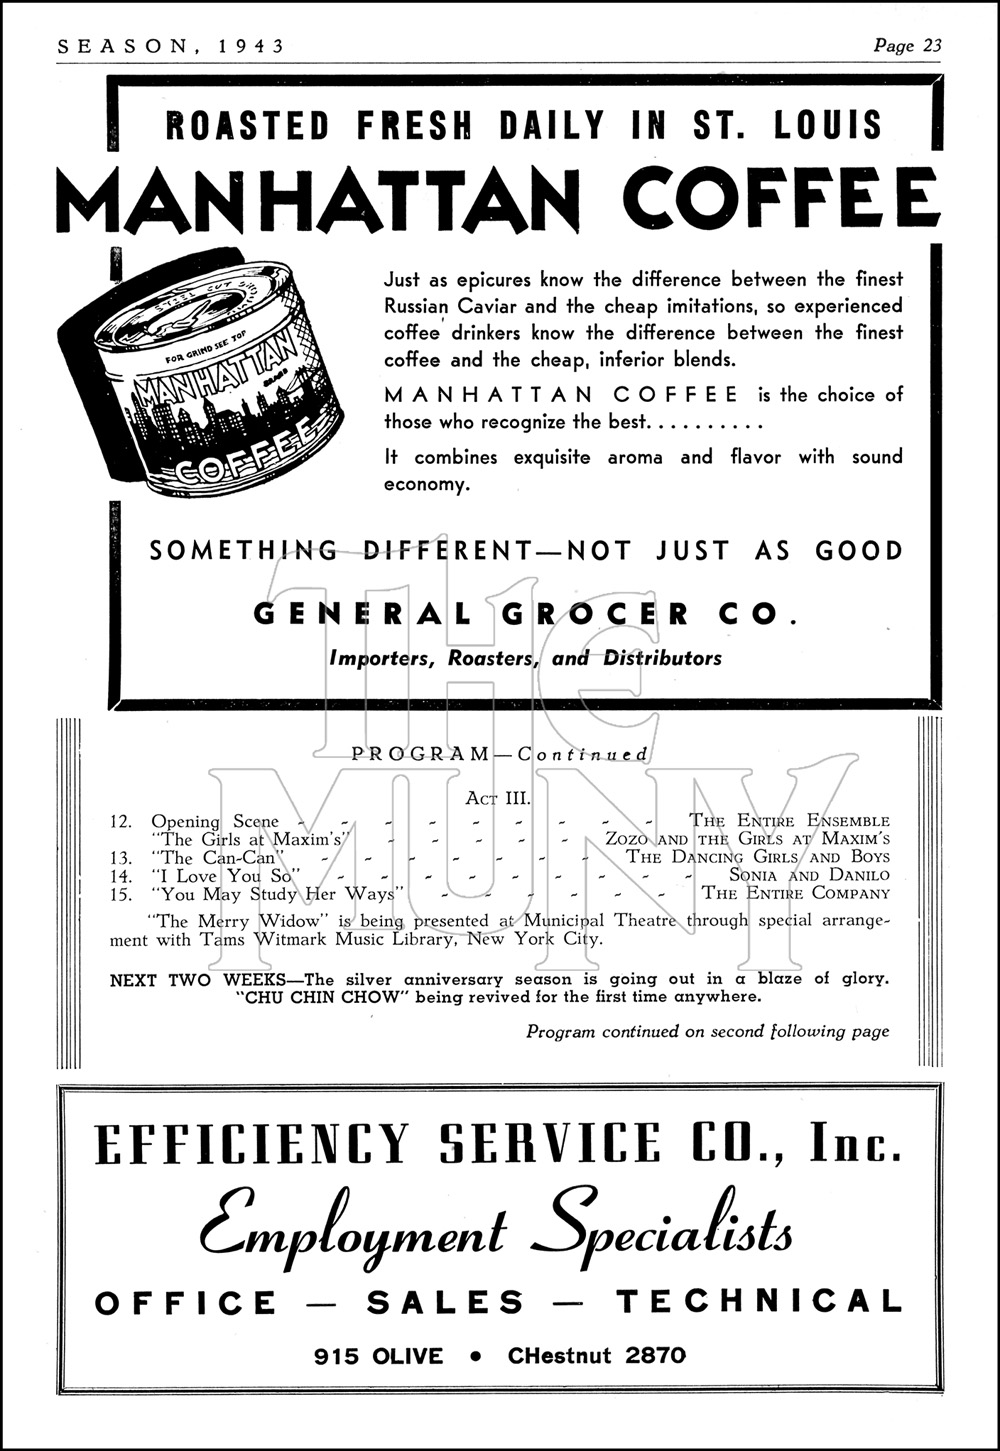 SEASON, 1943 Page 23
ROASTED FRESH DAILY IN ST. LOUIS
MANHATTAN COFFEE
STEEL CUT
FOR GRIND SEE TOP
MANHATTAN
BRAND
COFFEE
Just as epicures know the difference between the finest
Russian Caviar and the cheap imitations, so experienced
coffee drinkers know the difference between the finest
coffee and the cheap, inferior blends.
MANHATTAN COFFEE is the choice of
those who recognize the best..........
It combines exquisite aroma and flavor with sound
economy.
SOMETHING DIFFERENT—NOT JUST AS GOOD
GENERAL GROCER CO.
Importers, Roasters, and Distributors
THE
MUNY
PROGRAM—Continued
ACT III.
12. Opening Scene - - - - - - - - - THE ENTIRE ENSEMBLE
"The Girls at Maxim's" - - - - - - ZOZO AND THE GIRLS AT MAXIM'S
13. "The Can-Can" - - - - - - - THE DANCING GIRLS AND BOYS
14. "I Love You So" - - - - - - - - - SONIA AND DANILO
15. "You May Study Her Ways" - - - - - - THE ENTIRE COMPANY
"The Merry Widow" is being presented at Municipal Theatre through special arrange-
ment with Tams Witmark Music Library, New York City.
NEXT TWO WEEKS—The silver anniversary season is going out in a blaze of glory.
"CHU CHIN CHOW" being revived for the first time anywhere.
Program continued on second following page
EFFICIENCY SERVICE CO., Inc.
Employment Specialists
OFFICE — SALES — TECHNICAL
915 OLIVE • CHestnut 2870